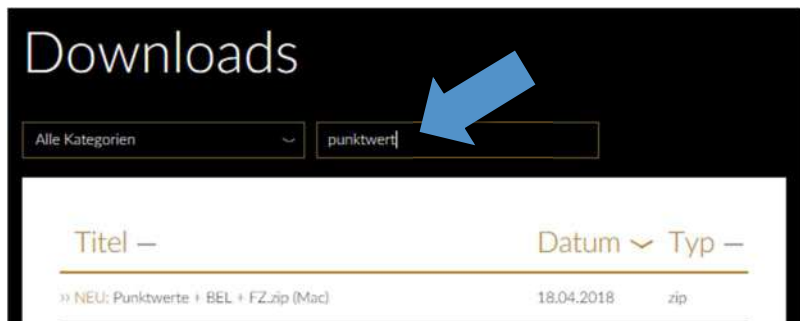 Downloads
Alle Kategorien punktwert
Titel — Datum Typ —
›› NEU: Punktwerte + BEL + FZ.zip (Mac) 18.04.2018 zip